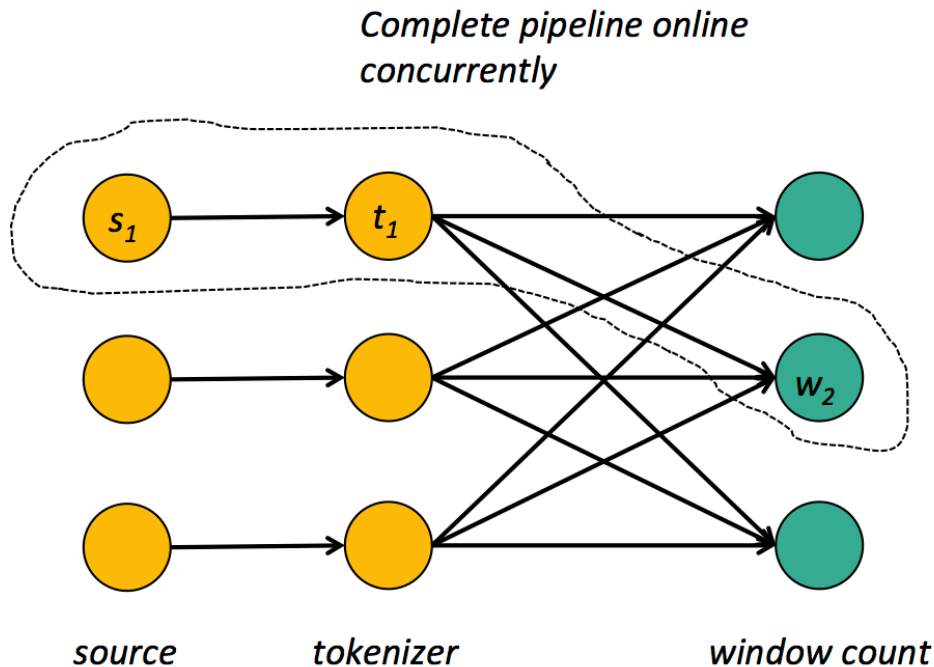 Complete pipeline online
concurrently
s1
t1
w2
source
tokenizer
window count